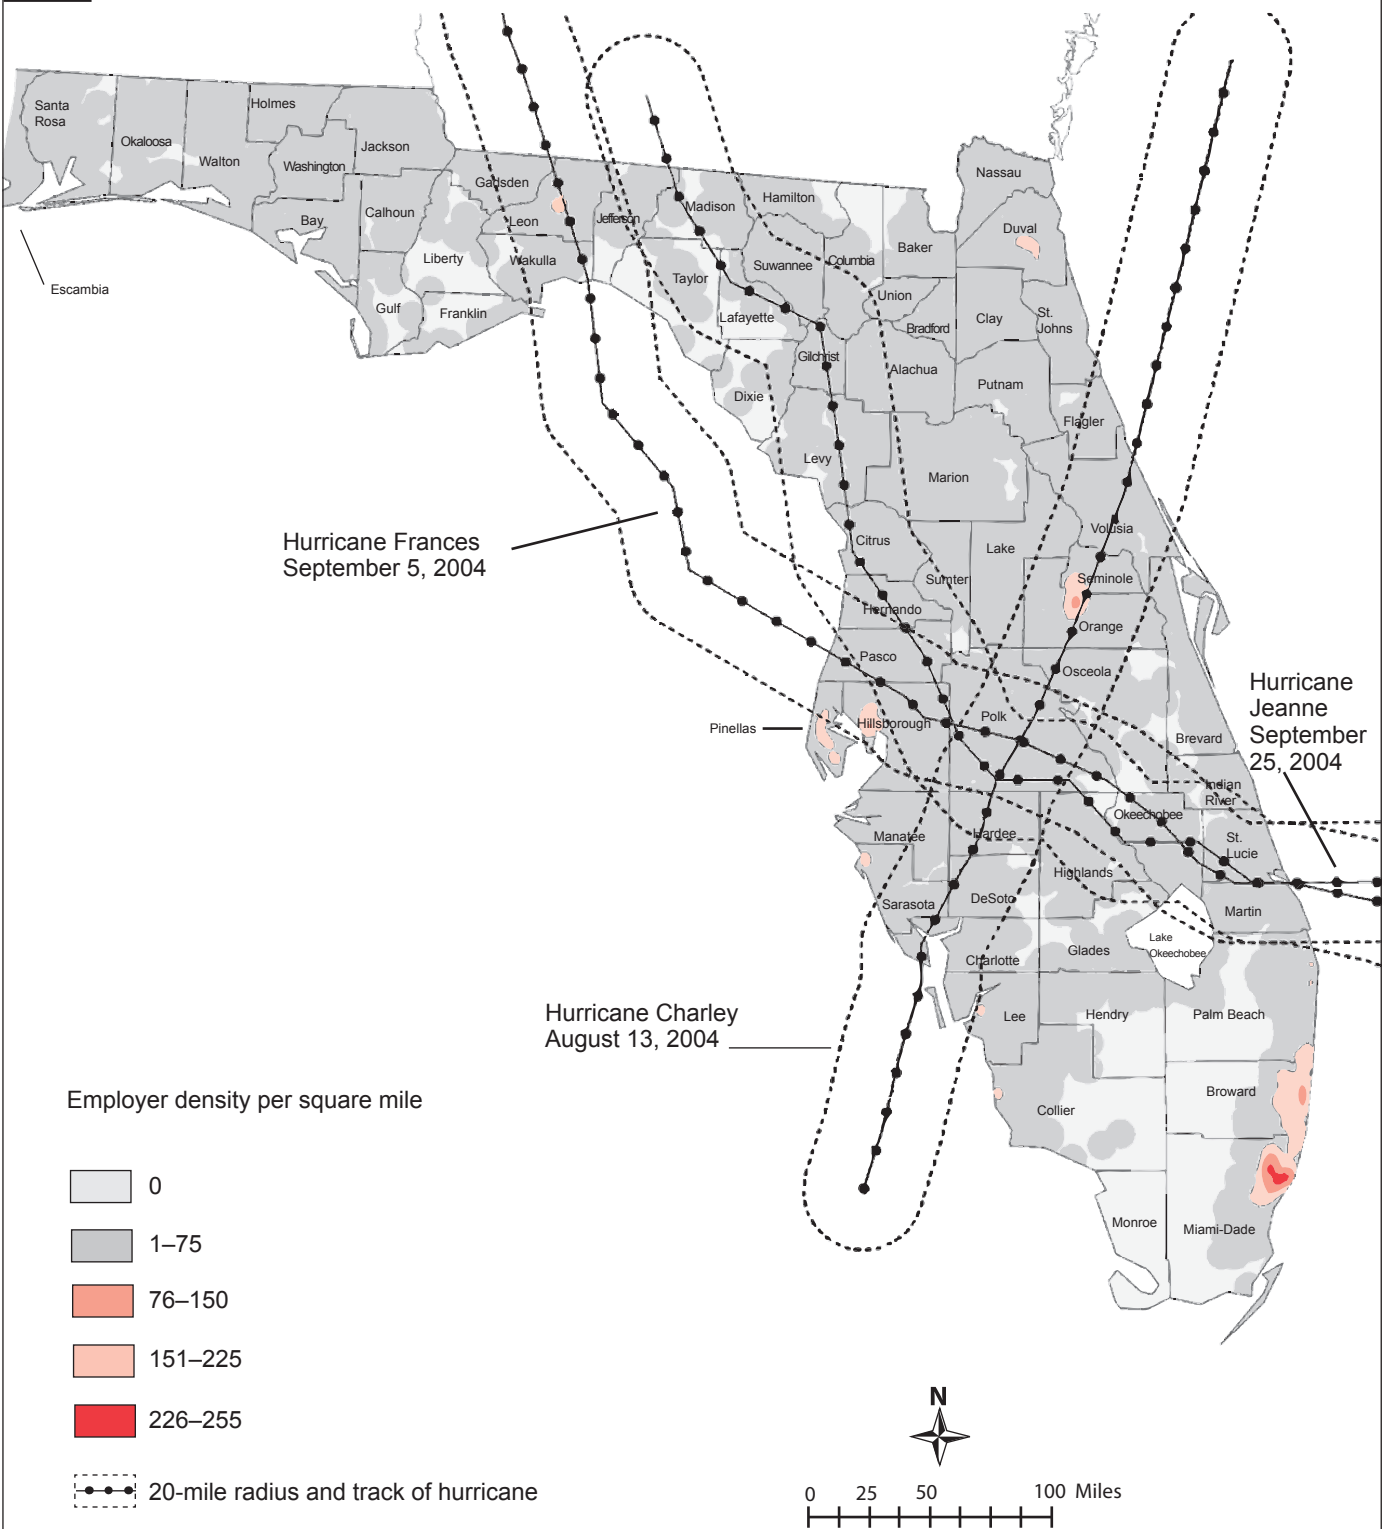 Santa
Rosa
Okaloosa
Walton
Holmes
Washington
Jackson
Bay
Calhoun
Gulf
Liberty
Franklin
Gadsden
Leon
Wakulla
Jefferson
Madison
Taylor
Hamilton
Suwannee
Lafayette
Columbia
Baker
Nassau
Duval
Union
Bradford
Clay
St.
Johns
Gilchrist
Alachua
Putnam
Dixie
Flagler
Levy
Marion
Escambia
Hurricane Frances
September 5, 2004
Citrus
Lake
Volusia
Sumter
Seminole
Hernando
Orange
Pasco
Osceola
Pinellas
Hillsborough
Polk
Brevard
Hurricane
Jeanne
September
25, 2004
Indian
River
Okeechobee
Manatee
Hardee
St.
Lucie
Highlands
Sarasota
DeSoto
Martin
Charlotte
Glades
Lake
Okeechobee
Hurricane Charley
August 13, 2004
Lee
Hendry
Palm Beach
Collier
Broward
Monroe
Miami-Dade
Employer density per square mile
0
1–75
76–150
151–225
226–255
20-mile radius and track of hurricane
N
0 25 50 100 Miles